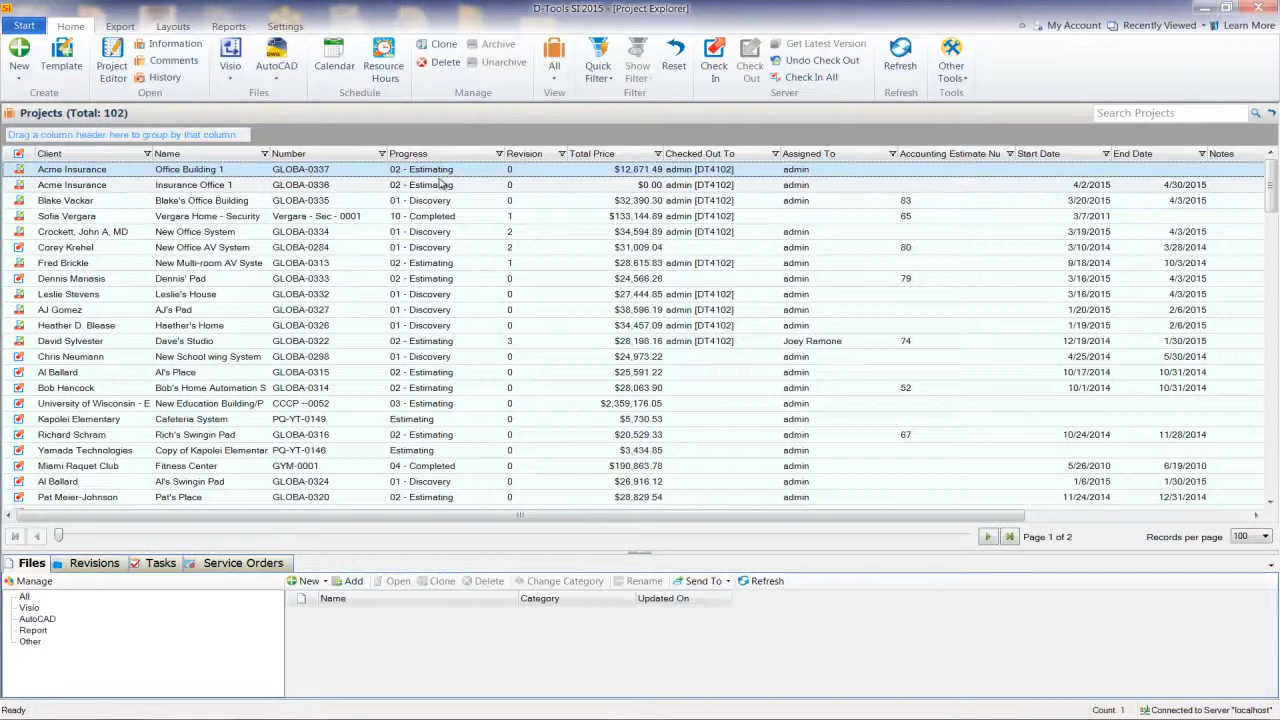 SI D-Tools SI 2015 - [Project Explorer]
Start Home Export Layouts Reports Settings My Account Recently Viewed Learn More
New Template Project Editor Information Comments History Visio AutoCAD Calendar Resource Hours Clone Delete Archive Unarchive All Quick Filter Show Filter Reset Check In Check Out Get Latest Version Undo Check Out Check In All Refresh Other Tools
Create Open Files Schedule Manage View Filter Server Refresh Tools
Projects (Total: 102) Search Projects
Drag a column header here to group by that column.
Client Name Number Progress Revision Total Price Checked Out To Assigned To Accounting Estimate Nu Start Date End Date Notes
Acme Insurance Office Building 1 GLOBA-0337 02 - Estimating 0 $12,871.49 admin [DT4102] admin
Acme Insurance Insurance Office 1 GLOBA-0336 02 - Estimating 0 $0.00 admin [DT4102] admin 4/2/2015 4/30/2015
Blake Vackar Blake's Office Building GLOBA-0335 01 - Discovery 0 $32,390.30 admin [DT4102] admin 83 3/20/2015 4/3/2015
Sofia Vergara Vergara Home - Security Vergara - Sec - 0001 10 - Completed 1 $133,144.89 admin [DT4102] 65 3/7/2011
Crockett, John A, MD New Office System GLOBA-0334 01 - Discovery 2 $34,594.89 admin [DT4102] admin 3/19/2015 4/3/2015
Corey Krehel New Office AV System GLOBA-0284 01 - Discovery 2 $31,009.04 admin 80 3/10/2014 3/28/2014
Fred Brickle New Multi-room AV Syste GLOBA-0313 02 - Estimating 1 $28,615.83 admin [DT4102] admin 9/18/2014 10/3/2014
Dennis Mariasis Dennis' Pad GLOBA-0333 02 - Estimating 0 $24,566.26 admin 79 3/16/2015 4/3/2015
Leslie Stevens Leslie's House GLOBA-0332 01 - Discovery 0 $27,444.85 admin [DT4102] admin 3/16/2015 4/3/2015
AJ Gomez AJ's Pad GLOBA-0327 01 - Discovery 0 $38,596.19 admin [DT4102] admin 1/20/2015 2/6/2015
Heather D. Blease Haether's Home GLOBA-0326 01 - Discovery 0 $34,457.09 admin [DT4102] admin 1/19/2015 2/6/2015
David Sylvester Dave's Studio GLOBA-0322 02 - Estimating 3 $28,198.16 admin [DT4102] Joey Ramone 74 12/19/2014 1/30/2015
Chris Neumann New School wing System GLOBA-0298 01 - Discovery 0 $24,973.22 admin 4/25/2014 5/30/2014
Al Ballard Al's Place GLOBA-0315 02 - Estimating 0 $25,591.22 admin 10/17/2014 10/31/2014
Bob Hancock Bob's Home Automation S GLOBA-0314 02 - Estimating 0 $28,063.90 admin 52 10/1/2014 10/31/2014
University of Wisconsin - E New Education Building/P CCCP --0052 03 - Estimating 0 $2,359,176.05 admin
Kapolei Elementary Cafeteria System PQ-YT-0149 Estimating 0 $5,730.53 admin
Richard Schram Rich's Swingin Pad GLOBA-0316 02 - Estimating 0 $20,529.33 admin 67 10/24/2014 11/28/2014
Yamada Technologies Copy of Kapolei Elementar PQ-YT-0146 Estimating 0 $3,434.85 admin
Miami Raquet Club Fitness Center GYM-0001 04 - Completed 0 $190,863.78 admin 5/26/2010 6/19/2010
Al Ballard Al's Swingin Pad GLOBA-0324 01 - Discovery 0 $26,916.12 admin 1/6/2015 1/30/2015
Pat Meier-Johnson Pat's Place GLOBA-0320 02 - Estimating 0 $28,829.54 admin 11/24/2014 12/31/2014
Page 1 of 2 Records per page 100
Files Revisions Tasks Service Orders
Manage New Add Open Clone Delete Change Category Rename Send To Refresh
All Name Category Updated On
Visio
AutoCAD
Report
Other
Ready Count: 1 Connected to Server "localhost"